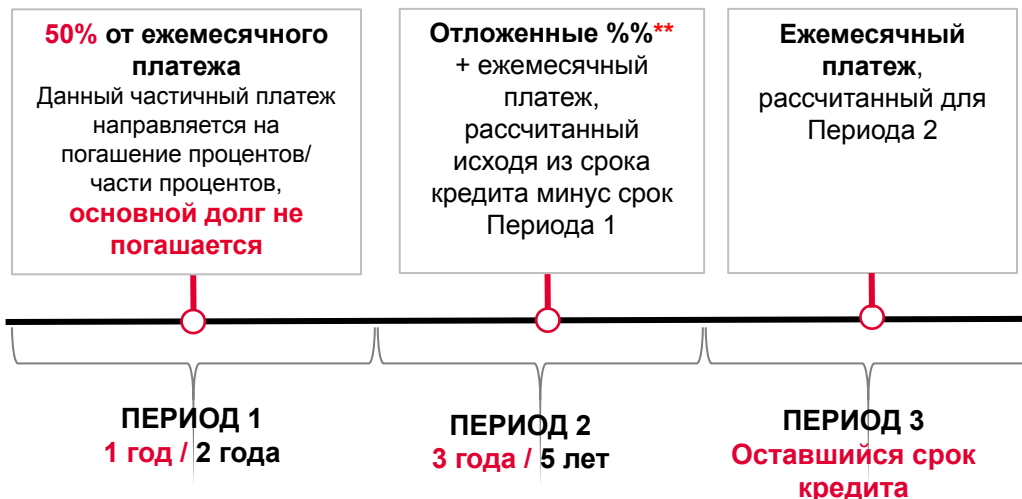 50% от ежемесячного
платежа
Данный частичный платеж
направляется на
погашение процентов/
части процентов,
основной долг не
погашается
Отложенные %%**
+ ежемесячный
платеж,
рассчитанный
исходя из срока
кредита минус срок
Периода 1
Ежемесячный
платеж,
рассчитанный для
Периода 2
ПЕРИОД 1
1 год / 2 года
ПЕРИОД 2
3 года / 5 лет
ПЕРИОД 3
Оставшийся срок
кредита